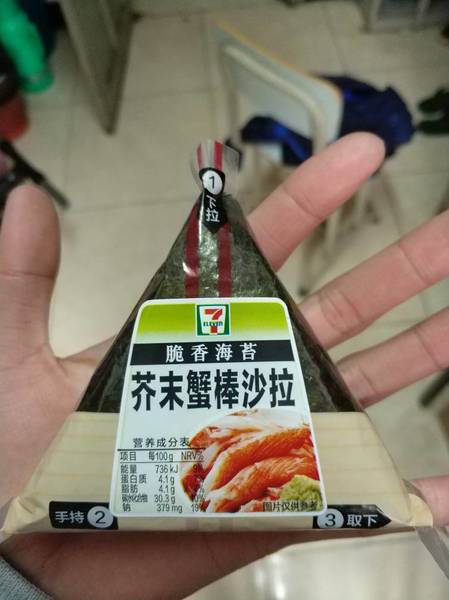 1
下拉
7
ELEVEN
脆香海苔
芥末蟹棒沙拉
营养成分表
项目 每100g NRV%
能量 736 kJ 9%
蛋白质 4.1g
脂肪 4.1g
碳水化合物 30.3g 10%
钠 379 mg 19%
图片仅供参考
手持 2
3 取下